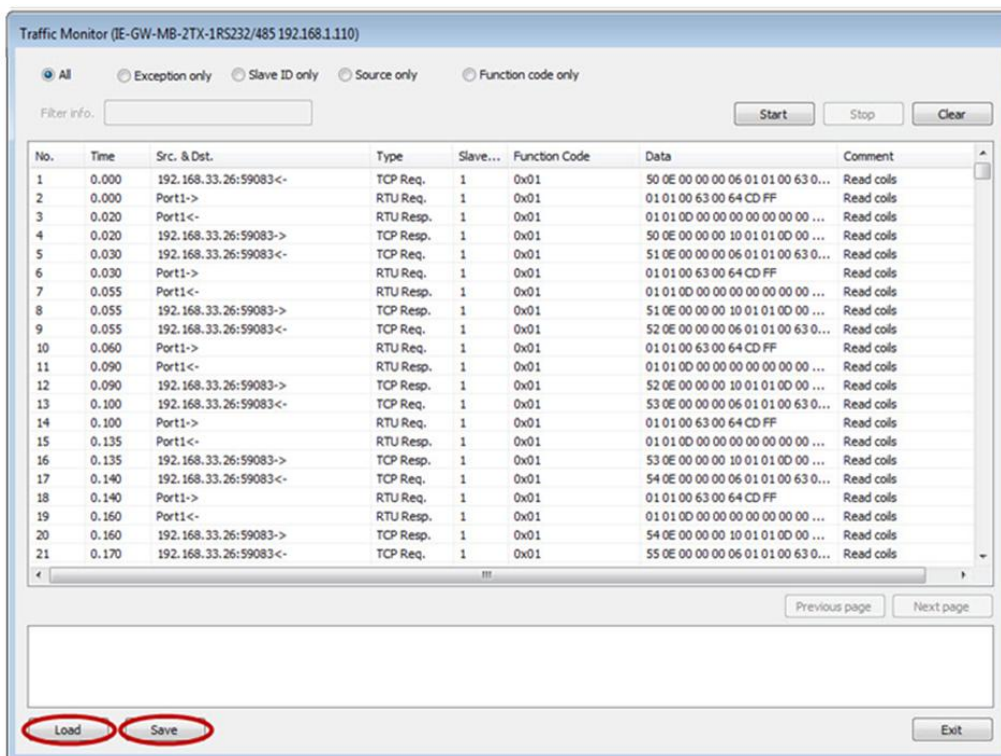 Traffic Monitor (IE-GW-MB-2TX-1RS232/485 192.168.1.110)
All Exception only Slave ID only Source only Function code only
Filter info. Start Stop Clear
No. Time Src. & Dst. Type Slave... Function Code Data Comment
1 0.000 192.168.33.26:59083<- TCP Req. 1 0x01 50 0E 00 00 00 06 01 01 00 63 0... Read coils
2 0.000 Port1-> RTU Req. 1 0x01 01 01 00 63 00 64 CD FF Read coils
3 0.020 Port1<- RTU Resp. 1 0x01 01 01 0D 00 00 00 00 00 00 00 ... Read coils
4 0.020 192.168.33.26:59083-> TCP Resp. 1 0x01 50 0E 00 00 00 10 01 01 0D 00 ... Read coils
5 0.030 192.168.33.26:59083<- TCP Req. 1 0x01 51 0E 00 00 00 06 01 01 00 63 0... Read coils
6 0.030 Port1-> RTU Req. 1 0x01 01 01 00 63 00 64 CD FF Read coils
7 0.055 Port1<- RTU Resp. 1 0x01 01 01 0D 00 00 00 00 00 00 00 ... Read coils
8 0.055 192.168.33.26:59083-> TCP Resp. 1 0x01 51 0E 00 00 00 10 01 01 0D 00 ... Read coils
9 0.055 192.168.33.26:59083<- TCP Req. 1 0x01 52 0E 00 00 00 06 01 01 00 63 0... Read coils
10 0.060 Port1-> RTU Req. 1 0x01 01 01 00 63 00 64 CD FF Read coils
11 0.090 Port1<- RTU Resp. 1 0x01 01 01 0D 00 00 00 00 00 00 00 ... Read coils
12 0.090 192.168.33.26:59083-> TCP Resp. 1 0x01 52 0E 00 00 00 10 01 01 0D 00 ... Read coils
13 0.100 192.168.33.26:59083<- TCP Req. 1 0x01 53 0E 00 00 00 06 01 01 00 63 0... Read coils
14 0.100 Port1-> RTU Req. 1 0x01 01 01 00 63 00 64 CD FF Read coils
15 0.135 Port1<- RTU Resp. 1 0x01 01 01 0D 00 00 00 00 00 00 00 ... Read coils
16 0.135 192.168.33.26:59083-> TCP Resp. 1 0x01 53 0E 00 00 00 10 01 01 0D 00 ... Read coils
17 0.140 192.168.33.26:59083<- TCP Req. 1 0x01 54 0E 00 00 00 06 01 01 00 63 0... Read coils
18 0.140 Port1-> RTU Req. 1 0x01 01 01 00 63 00 64 CD FF Read coils
19 0.160 Port1<- RTU Resp. 1 0x01 01 01 0D 00 00 00 00 00 00 00 ... Read coils
20 0.160 192.168.33.26:59083-> TCP Resp. 1 0x01 54 0E 00 00 00 10 01 01 0D 00 ... Read coils
21 0.170 192.168.33.26:59083<- TCP Req. 1 0x01 55 0E 00 00 00 06 01 01 00 63 0... Read coils
Previous page Next page
Load Save Exit